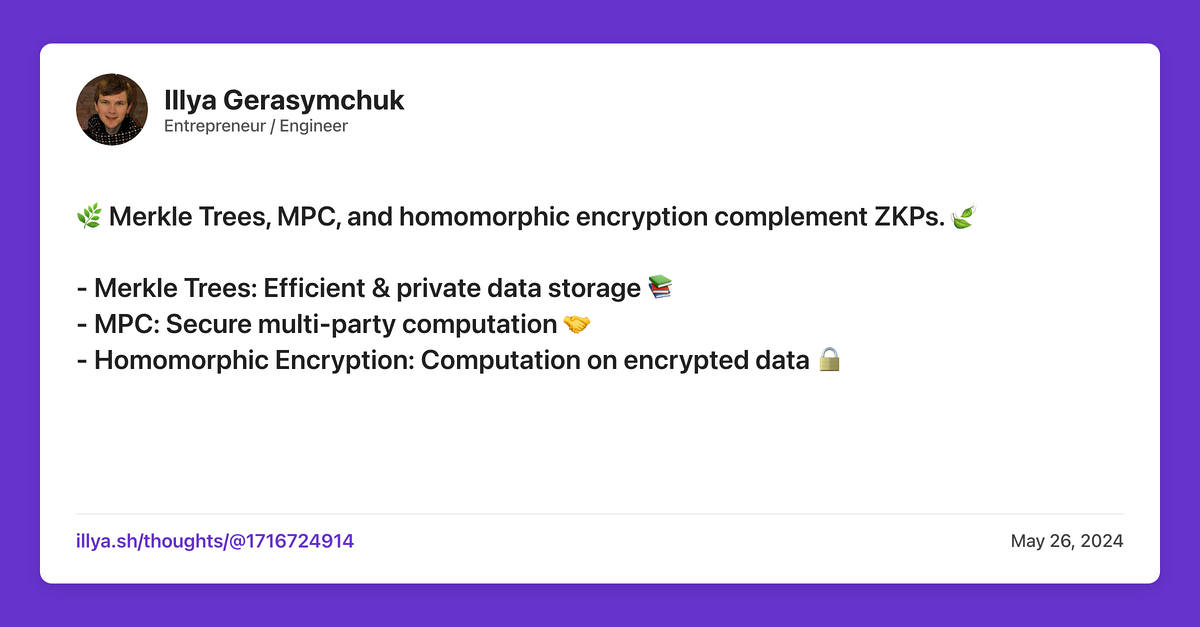 Illya Gerasymchuk
Entrepreneur / Engineer
🌿 Merkle Trees, MPC, and homomorphic encryption complement ZKPs. 🍃
- Merkle Trees: Efficient & private data storage 📚
- MPC: Secure multi-party computation 🤝
- Homomorphic Encryption: Computation on encrypted data 🔒
illya.sh/thoughts/@1716724914
May 26, 2024